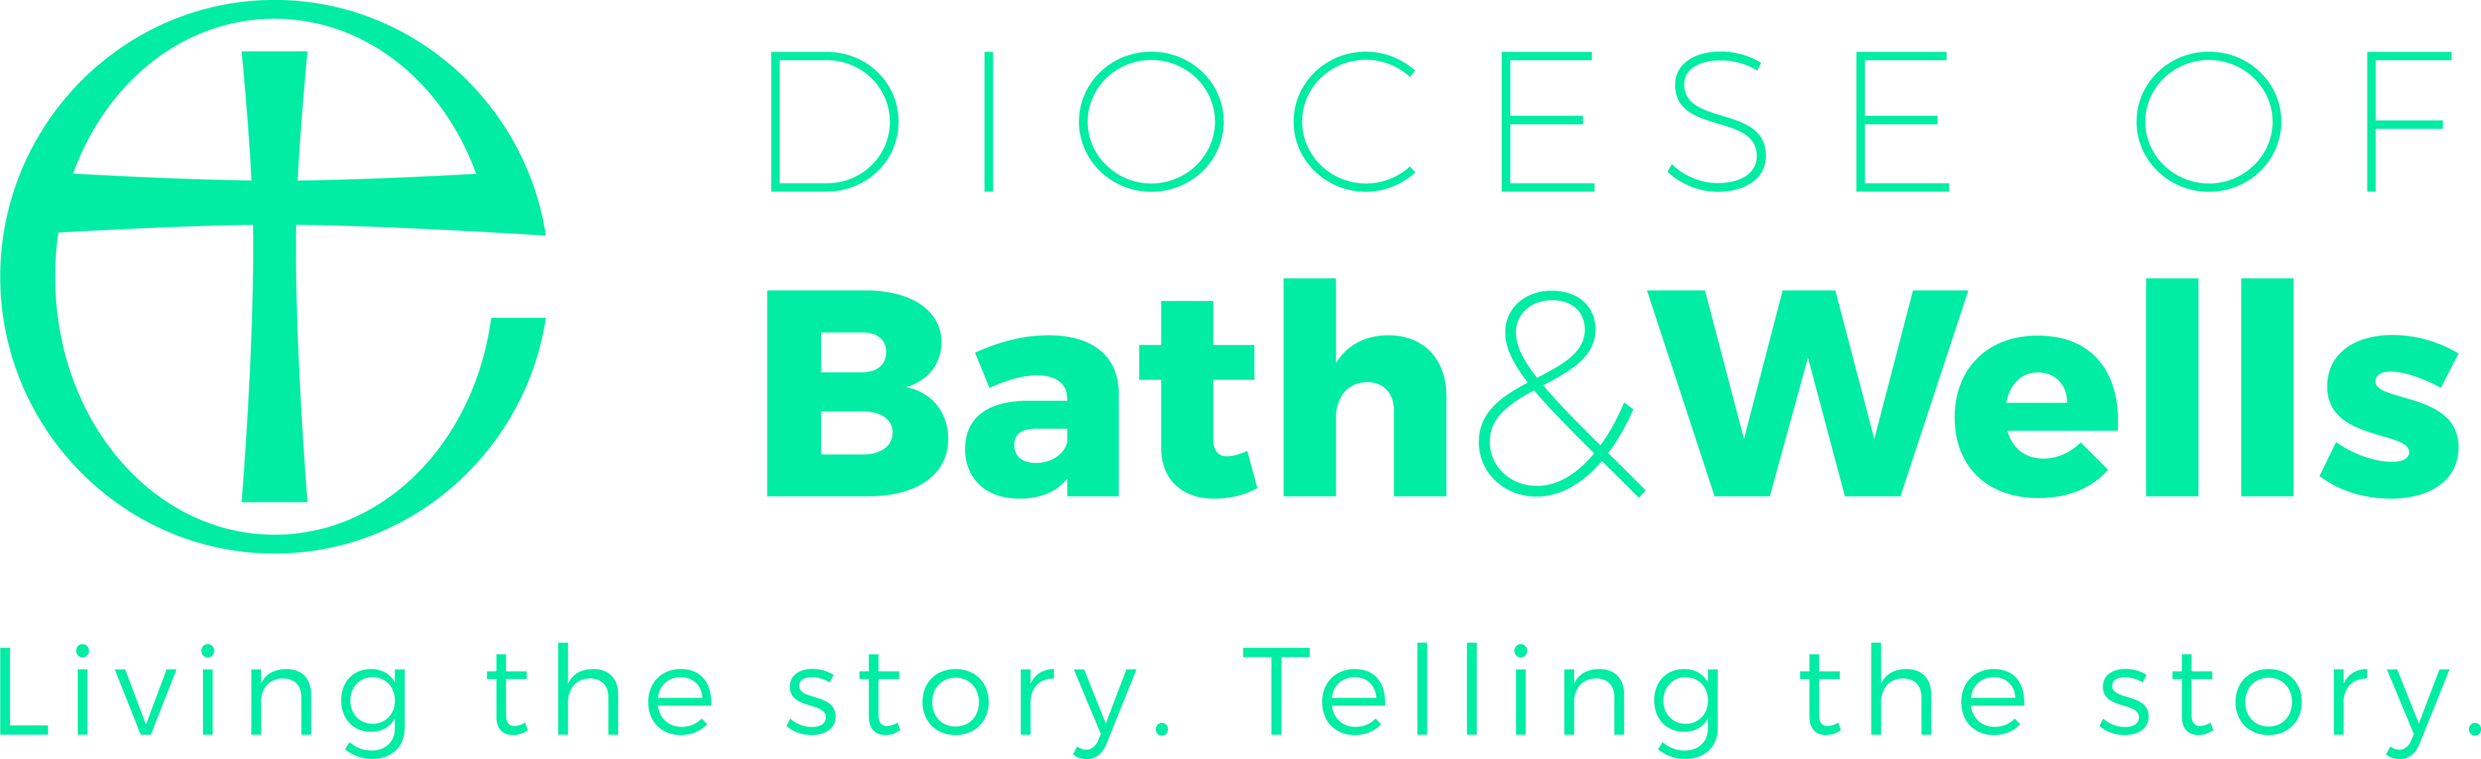 DIOCESE OF
Bath&Wells
Living the story. Telling the story.